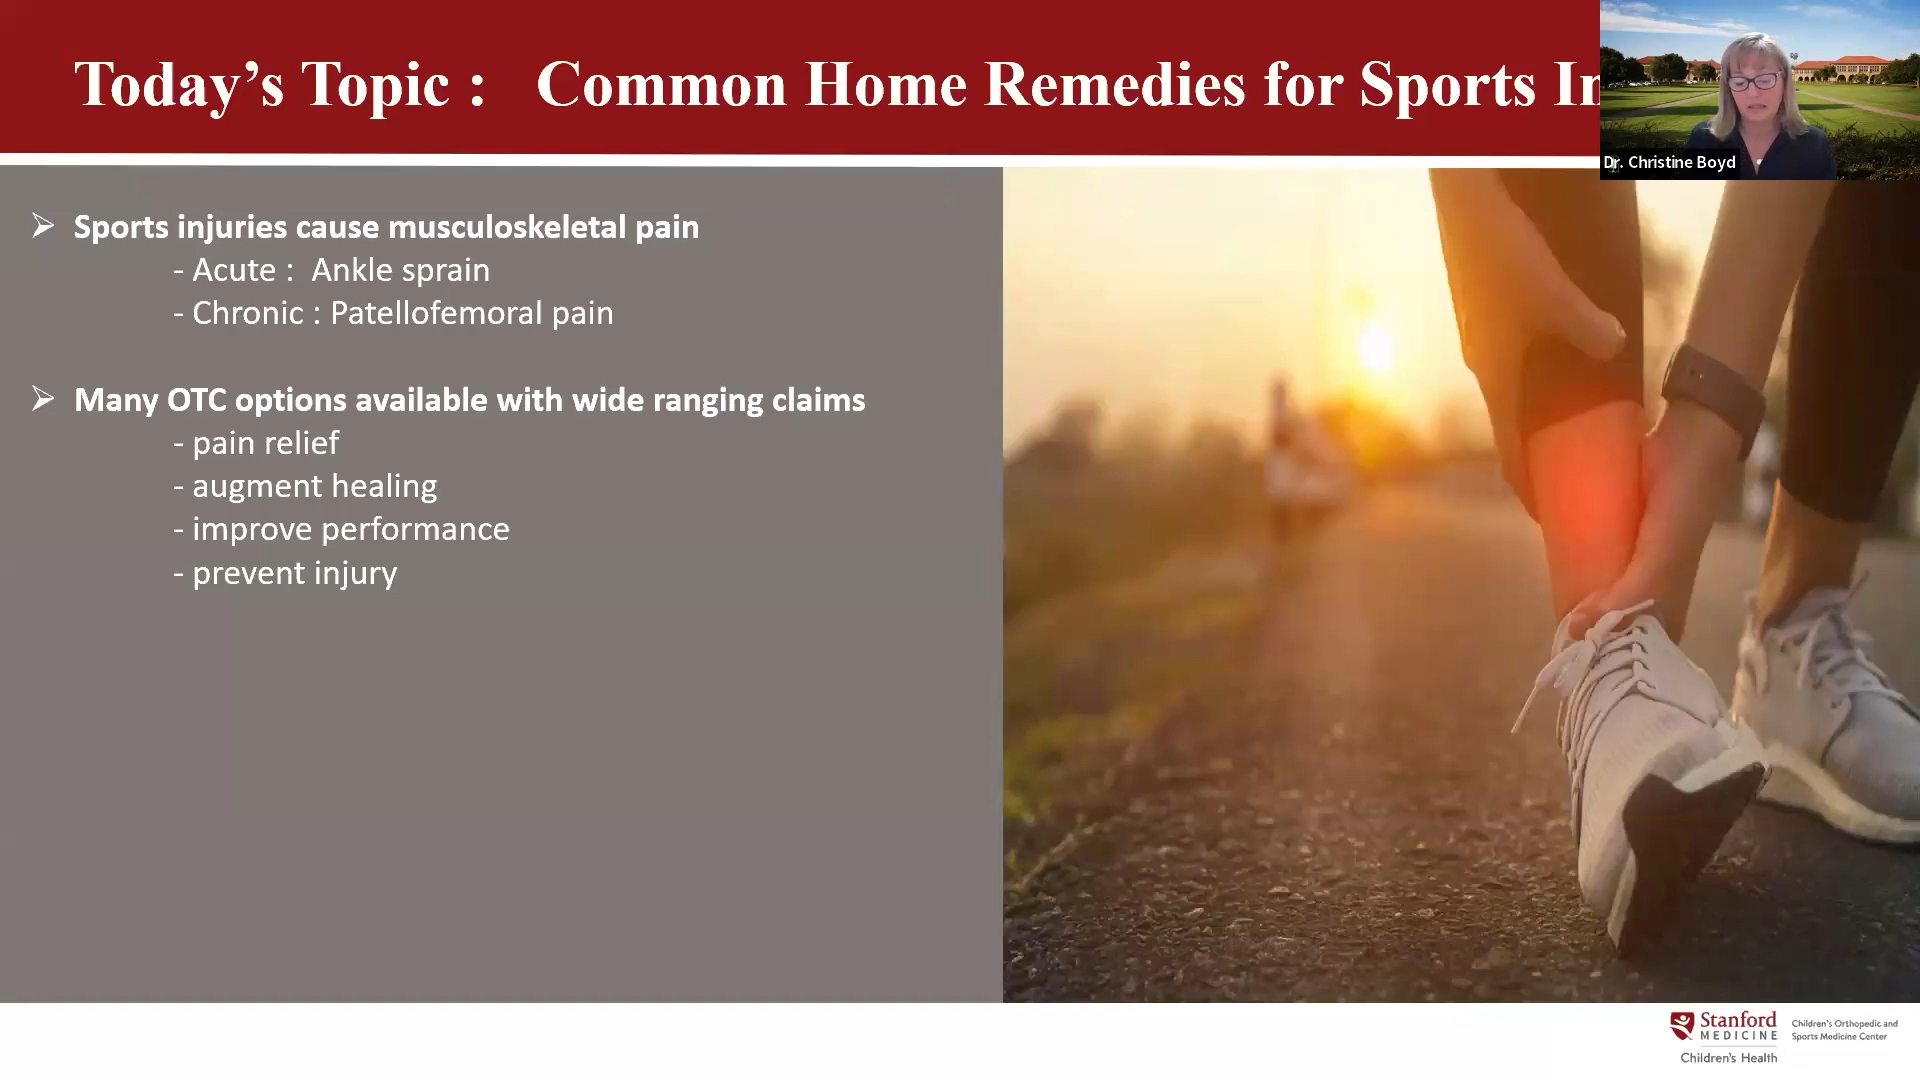 Today’s Topic :   Common Home Remedies for Sports In
Dr. Christine Boyd
➢ Sports injuries cause musculoskeletal pain
- Acute :  Ankle sprain
- Chronic : Patellofemoral pain
➢ Many OTC options available with wide ranging claims
- pain relief
- augment healing
- improve performance
- prevent injury
Stanford
MEDICINE
Children’s Health
Children’s Orthopedic and
Sports Medicine Center